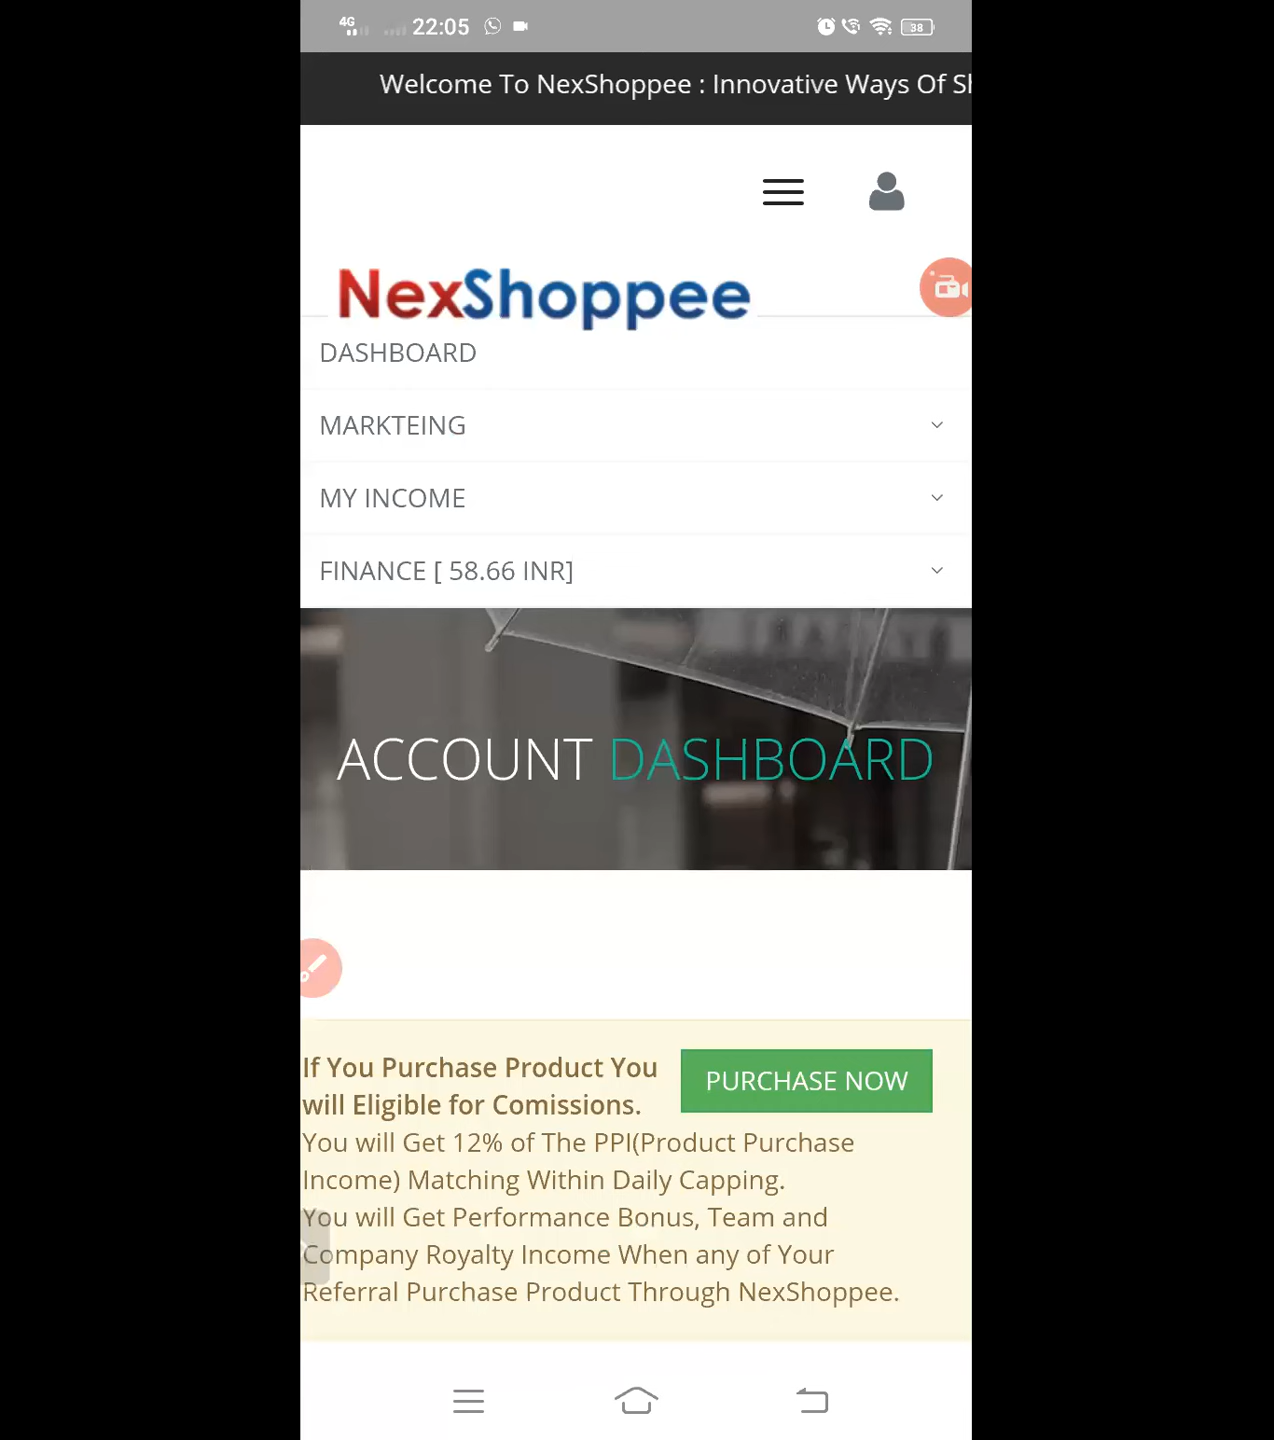 4G 22:05 38
Welcome To NexShoppee : Innovative Ways Of
NexShoppee
DASHBOARD
MARKTEING
MY INCOME
FINANCE [ 58.66 INR]
ACCOUNT DASHBOARD
If You Purchase Product You
will Eligible for Comissions.
PURCHASE NOW
You will Get 12% of The PPI(Product Purchase
Income) Matching Within Daily Capping.
You will Get Performance Bonus, Team and
Company Royalty Income When any of Your
Referral Purchase Product Through NexShoppee.